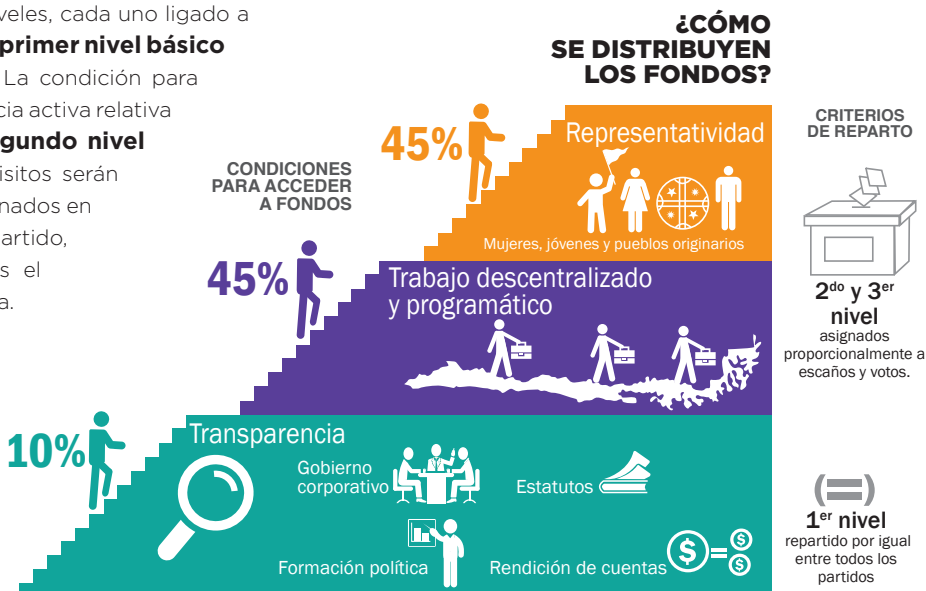 veles, cada uno ligado a
primer nivel básico
La condición para
cia activa relativa
gundo nivel
isitos serán
nados en
artido,
s el
a.
¿CÓMO
SE DISTRIBUYEN
LOS FONDOS?
CONDICIONES
PARA ACCEDER
A FONDOS
45%
Representatividad
Mujeres, jóvenes y pueblos originarios
45%
Trabajo descentralizado
y programático
10%
Transparencia
Gobierno
corporativo
Estatutos
Formación política
Rendición de cuentas
$=$
$
CRITERIOS
DE REPARTO
2do y 3er
nivel
asignados
proporcionalmente a
escaños y votos.
(=)
1er nivel
repartido por igual
entre todos los
partidos